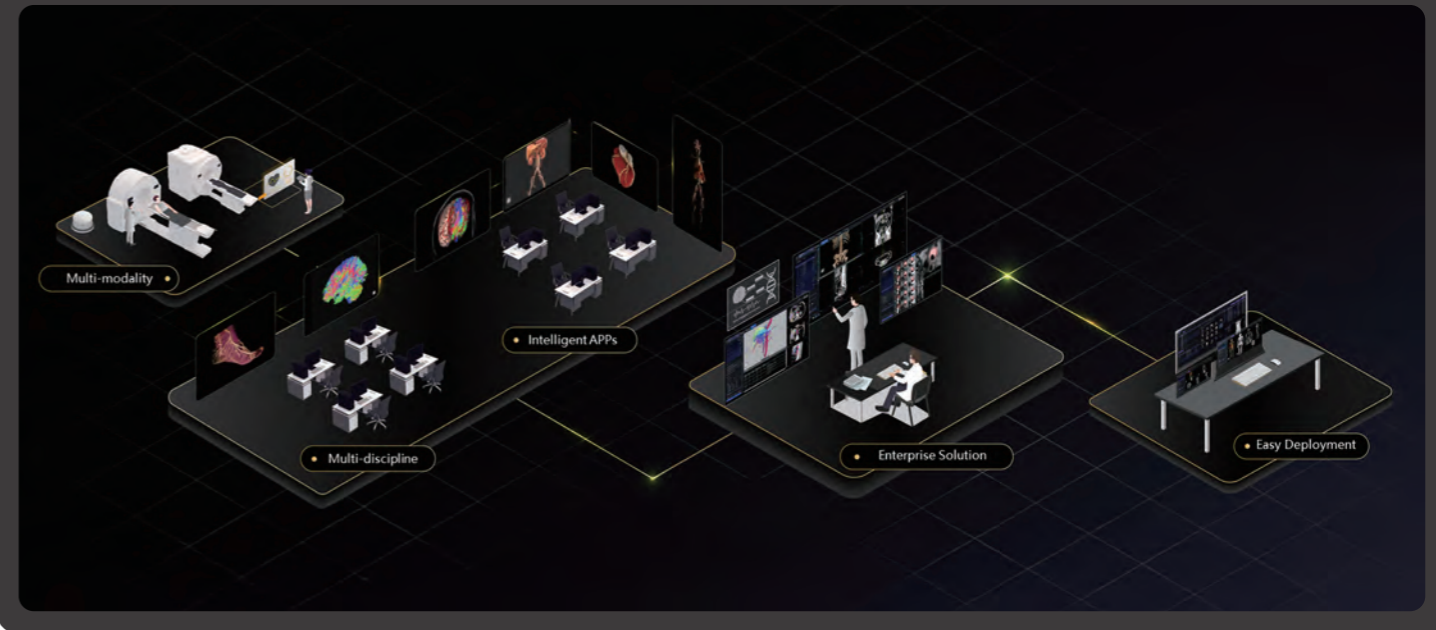 Multi-modality
Intelligent APPs
Multi-discipline
Enterprise Solution
Easy Deployment